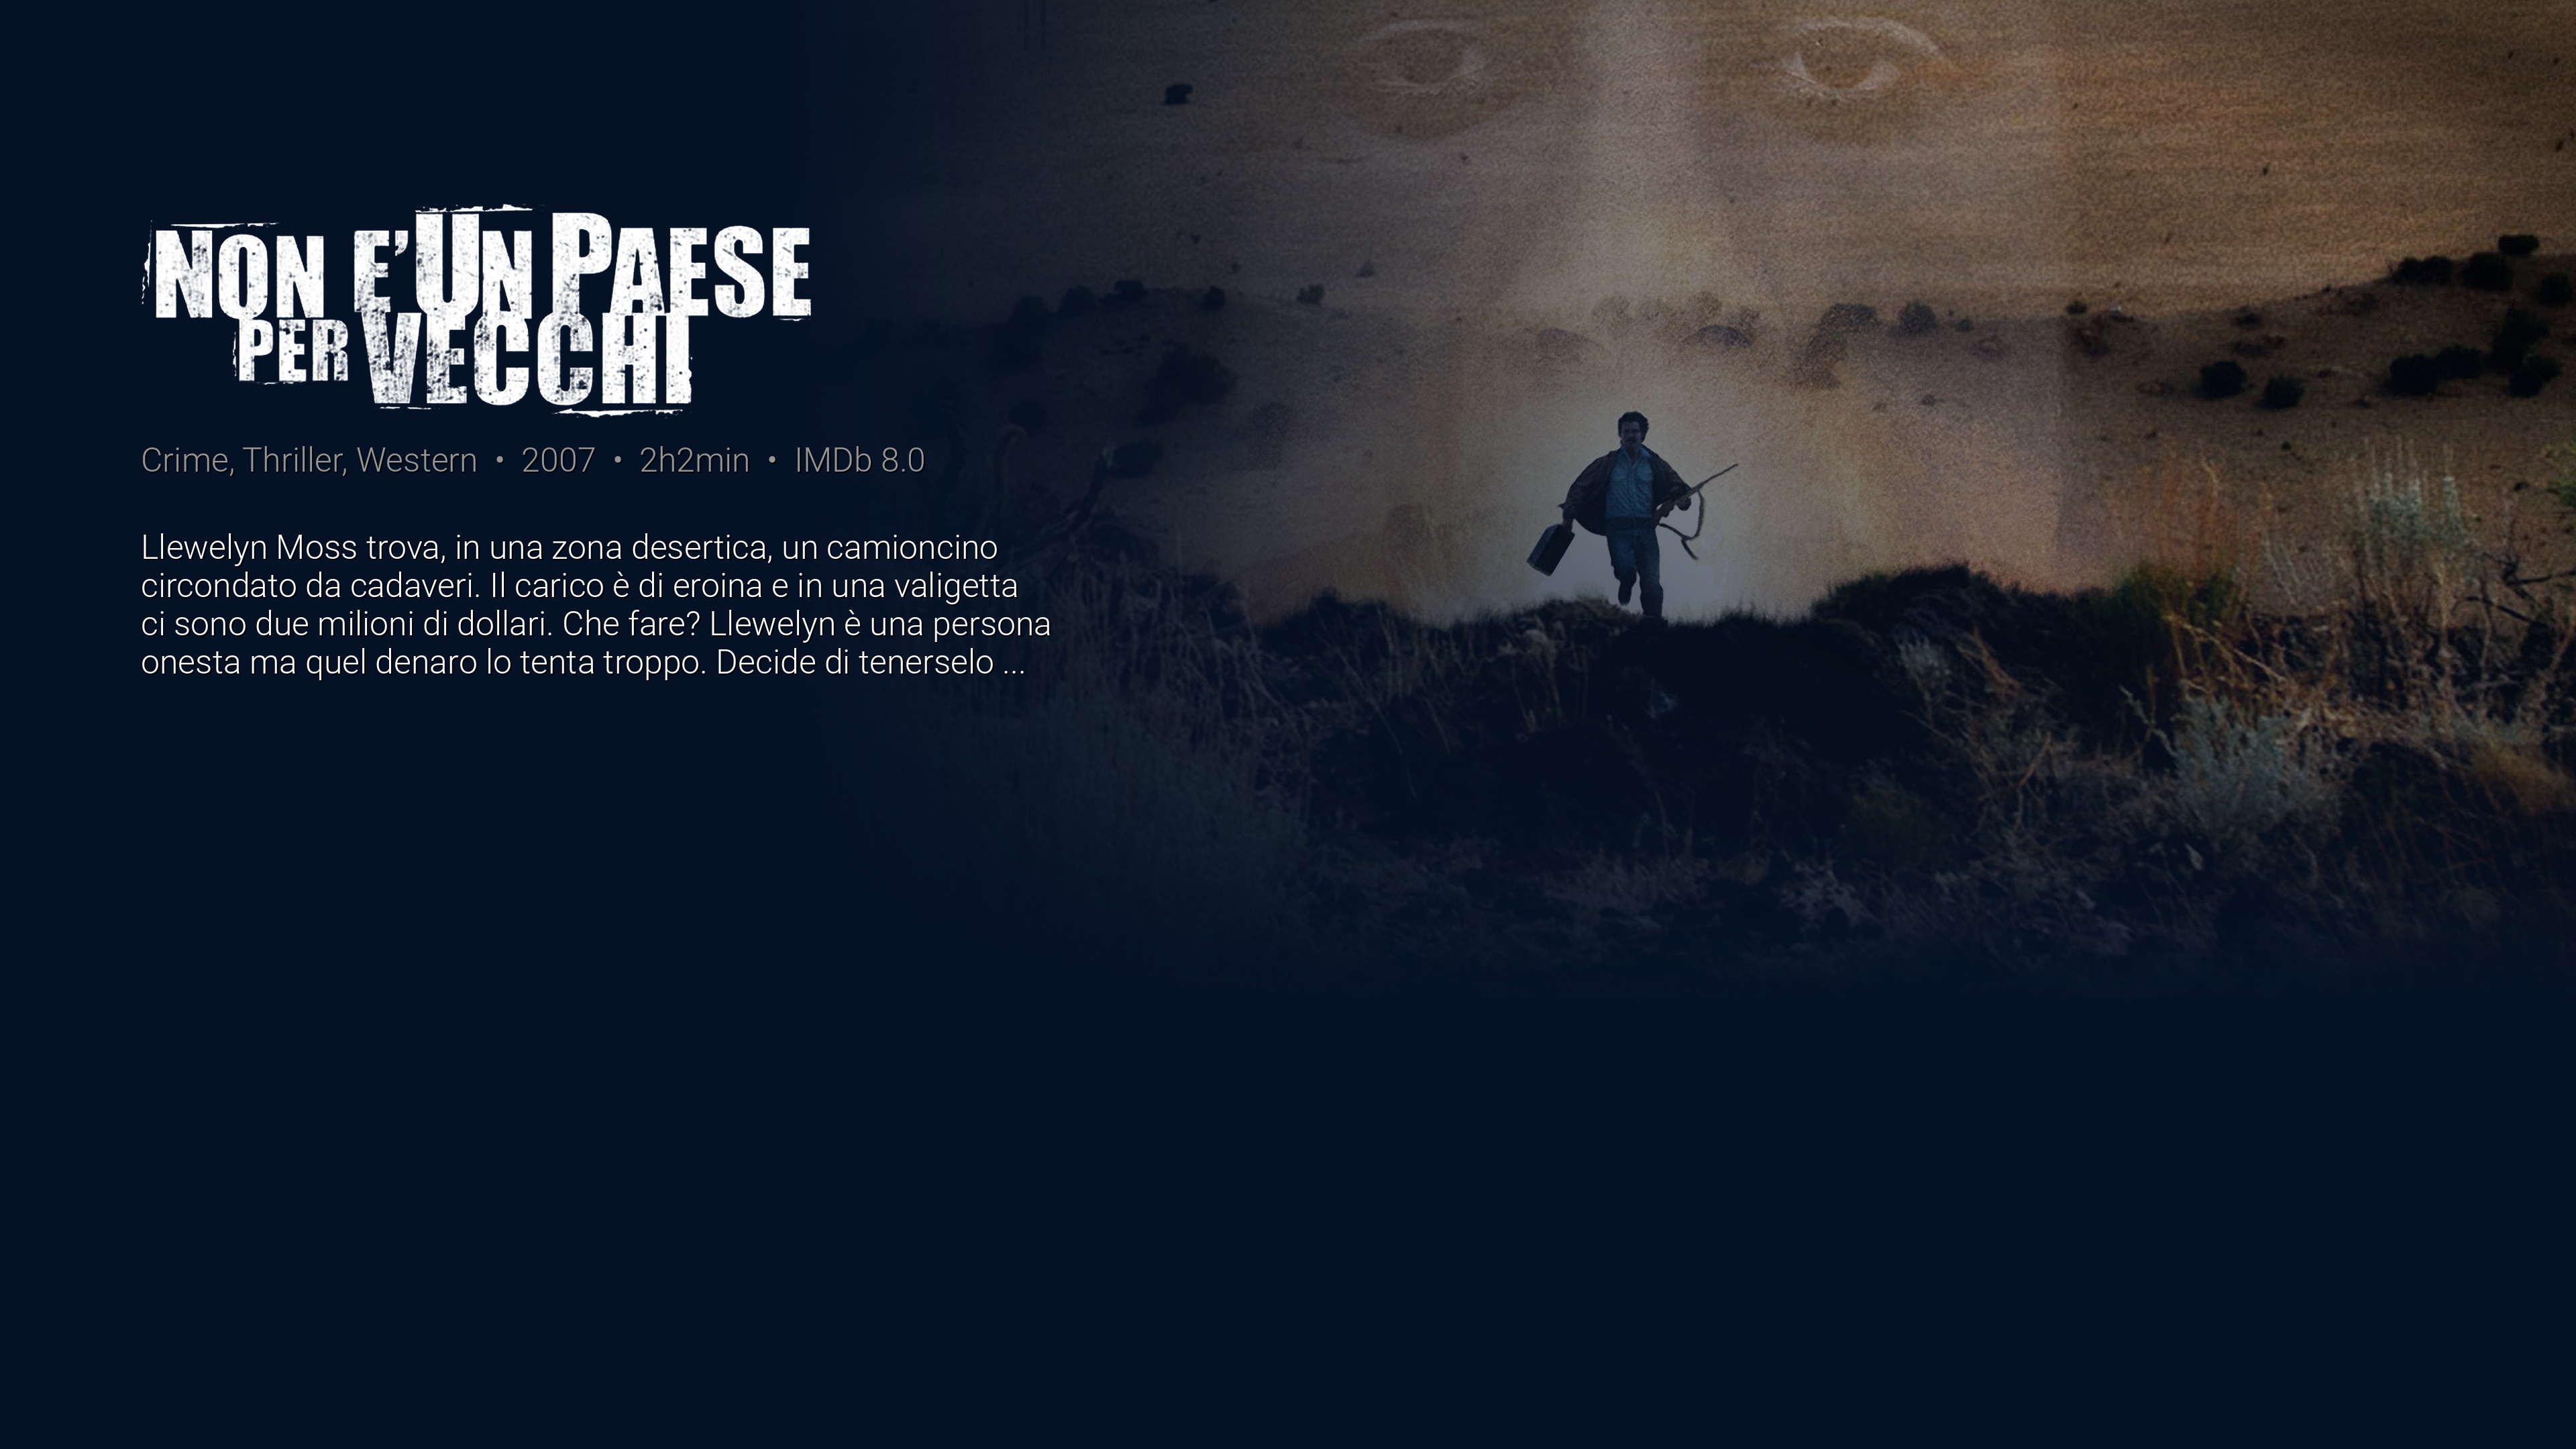 NON E' UN PAESE
PER VECCHI
Crime, Thriller, Western • 2007 • 2h2min • IMDb 8.0
Llewelyn Moss trova, in una zona desertica, un camioncino
circondato da cadaveri. Il carico è di eroina e in una valigetta
ci sono due milioni di dollari. Che fare? Llewelyn è una persona
onesta ma quel denaro lo tenta troppo. Decide di tenerselo ...